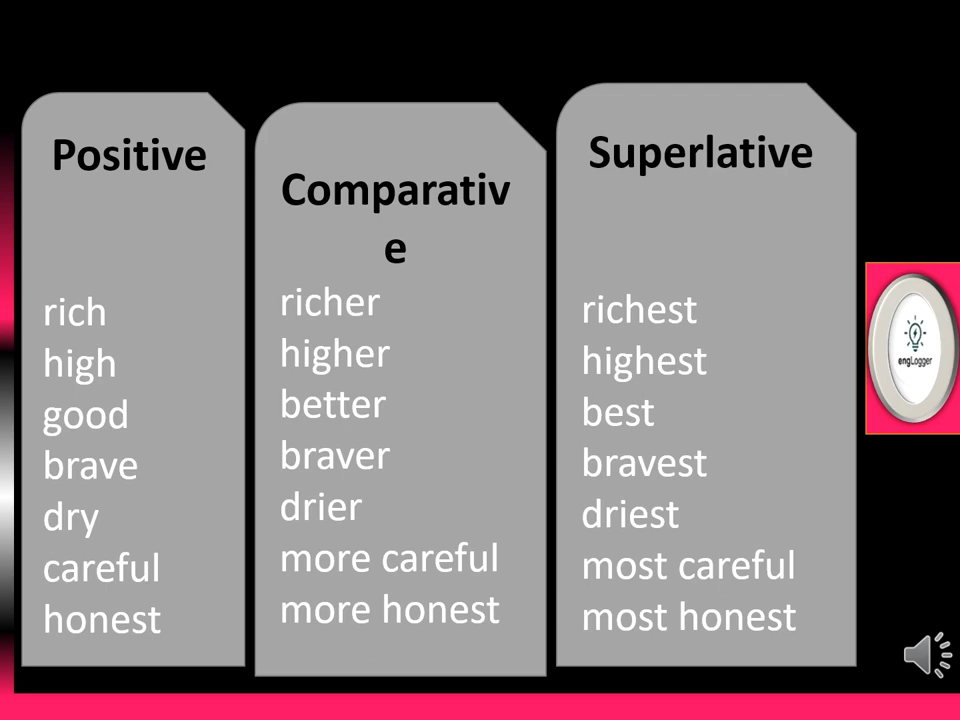 Positive
rich
high
good
brave
dry
careful
honest
Comparativ
e
richer
higher
better
braver
drier
more careful
more honest
Superlative
richest
highest
best
bravest
driest
most careful
most honest
engLogger